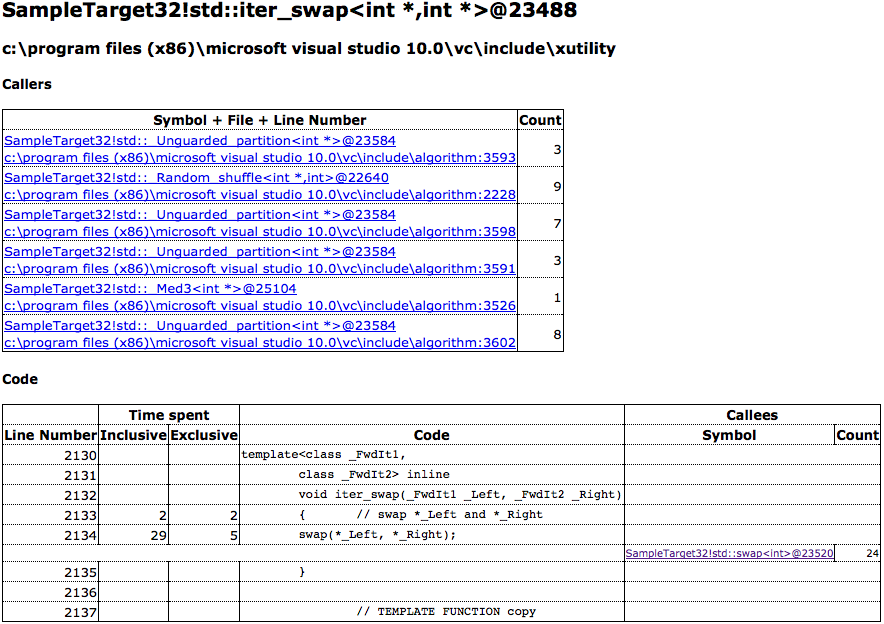 SampleTarget32!std::iter_swap<int *,int *>@23488
c:\program files (x86)\microsoft visual studio 10.0\vc\include\xutility
Callers
Symbol + File + Line Number Count
SampleTarget32!std::_Unguarded_partition<int *>@23584
c:\program files (x86)\microsoft visual studio 10.0\vc\include\algorithm:3593 3
SampleTarget32!std::_Random_shuffle<int *,int>@22640
c:\program files (x86)\microsoft visual studio 10.0\vc\include\algorithm:2228 9
SampleTarget32!std::_Unguarded_partition<int *>@23584
c:\program files (x86)\microsoft visual studio 10.0\vc\include\algorithm:3598 7
SampleTarget32!std::_Unguarded_partition<int *>@23584
c:\program files (x86)\microsoft visual studio 10.0\vc\include\algorithm:3591 3
SampleTarget32!std::_Med3<int *>@25104
c:\program files (x86)\microsoft visual studio 10.0\vc\include\algorithm:3526 1
SampleTarget32!std::_Unguarded_partition<int *>@23584
c:\program files (x86)\microsoft visual studio 10.0\vc\include\algorithm:3602 8
Code
Time spent Callees
Line Number Inclusive Exclusive Code Symbol Count
2130 template<class _FwdIt1,
2131 class _FwdIt2> inline
2132 void iter_swap(_FwdIt1 _Left, _FwdIt2 _Right)
2133 2 2 { // swap *_Left and *_Right
2134 29 5 swap(*_Left, *_Right);
SampleTarget32!std::swap<int>@23520 24
2135 }
2136
2137 // TEMPLATE FUNCTION copy